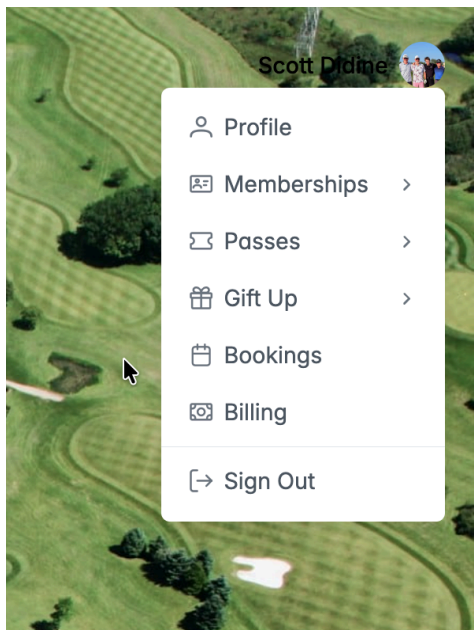 Scott Didine
Profile
Memberships
Passes
Gift Up
Bookings
Billing
Sign Out